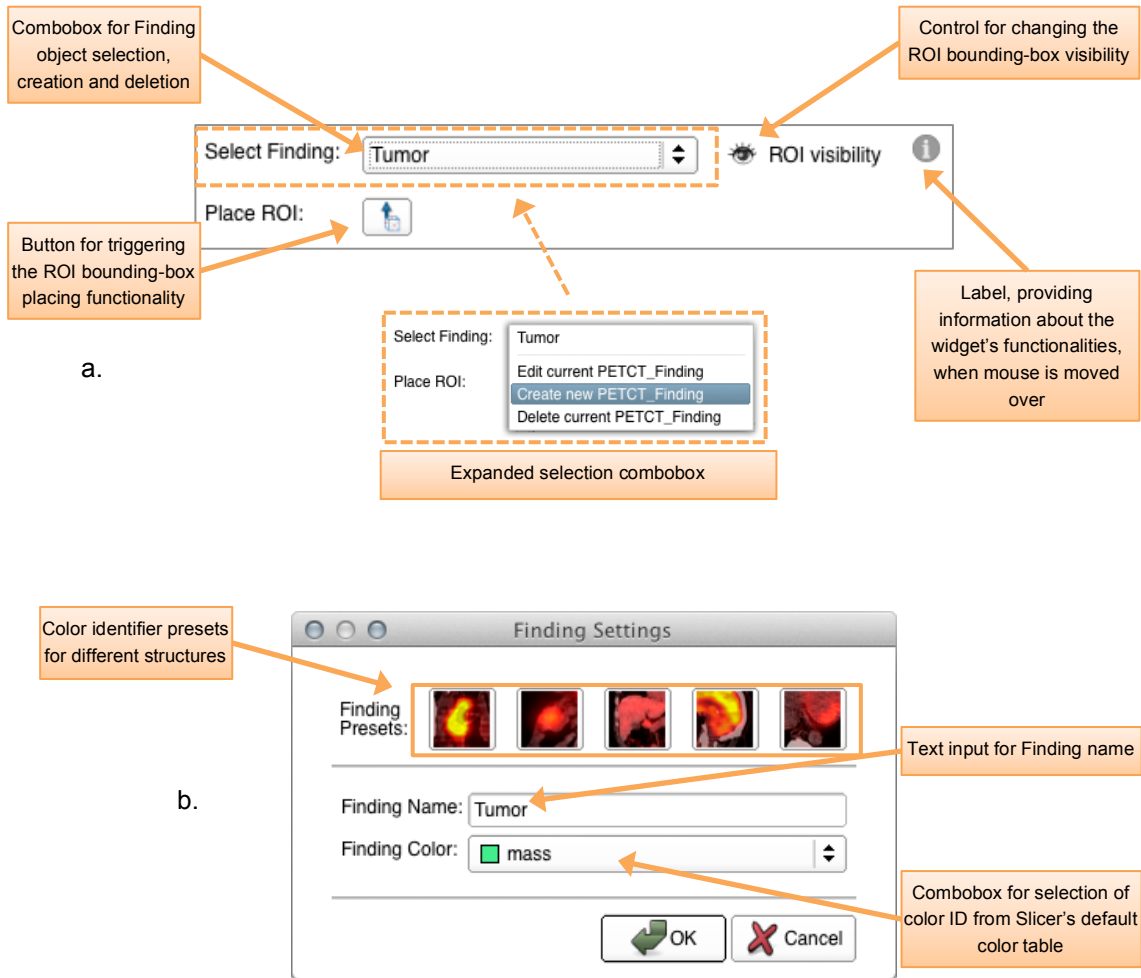 Combobox for Finding
object selection,
creation and deletion
Control for changing the
ROI bounding-box visibility
Select Finding:
Tumor
ROI visibility
i
Place ROI:
Button for triggering
the ROI bounding-box
placing functionality
Label, providing
information about the
widget's functionalities,
when mouse is moved
over
a.
Select Finding:
Tumor
Place ROI:
Edit current PETCT_Finding
Create new PETCT_Finding
Delete current PETCT_Finding
Expanded selection combobox
Color identifier presets
for different structures
Finding Settings
Finding
Presets:
Text input for Finding name
b.
Finding Name:
Tumor
Finding Color:
mass
Combobox for selection of
color ID from Slicer's default
color table
OK
Cancel